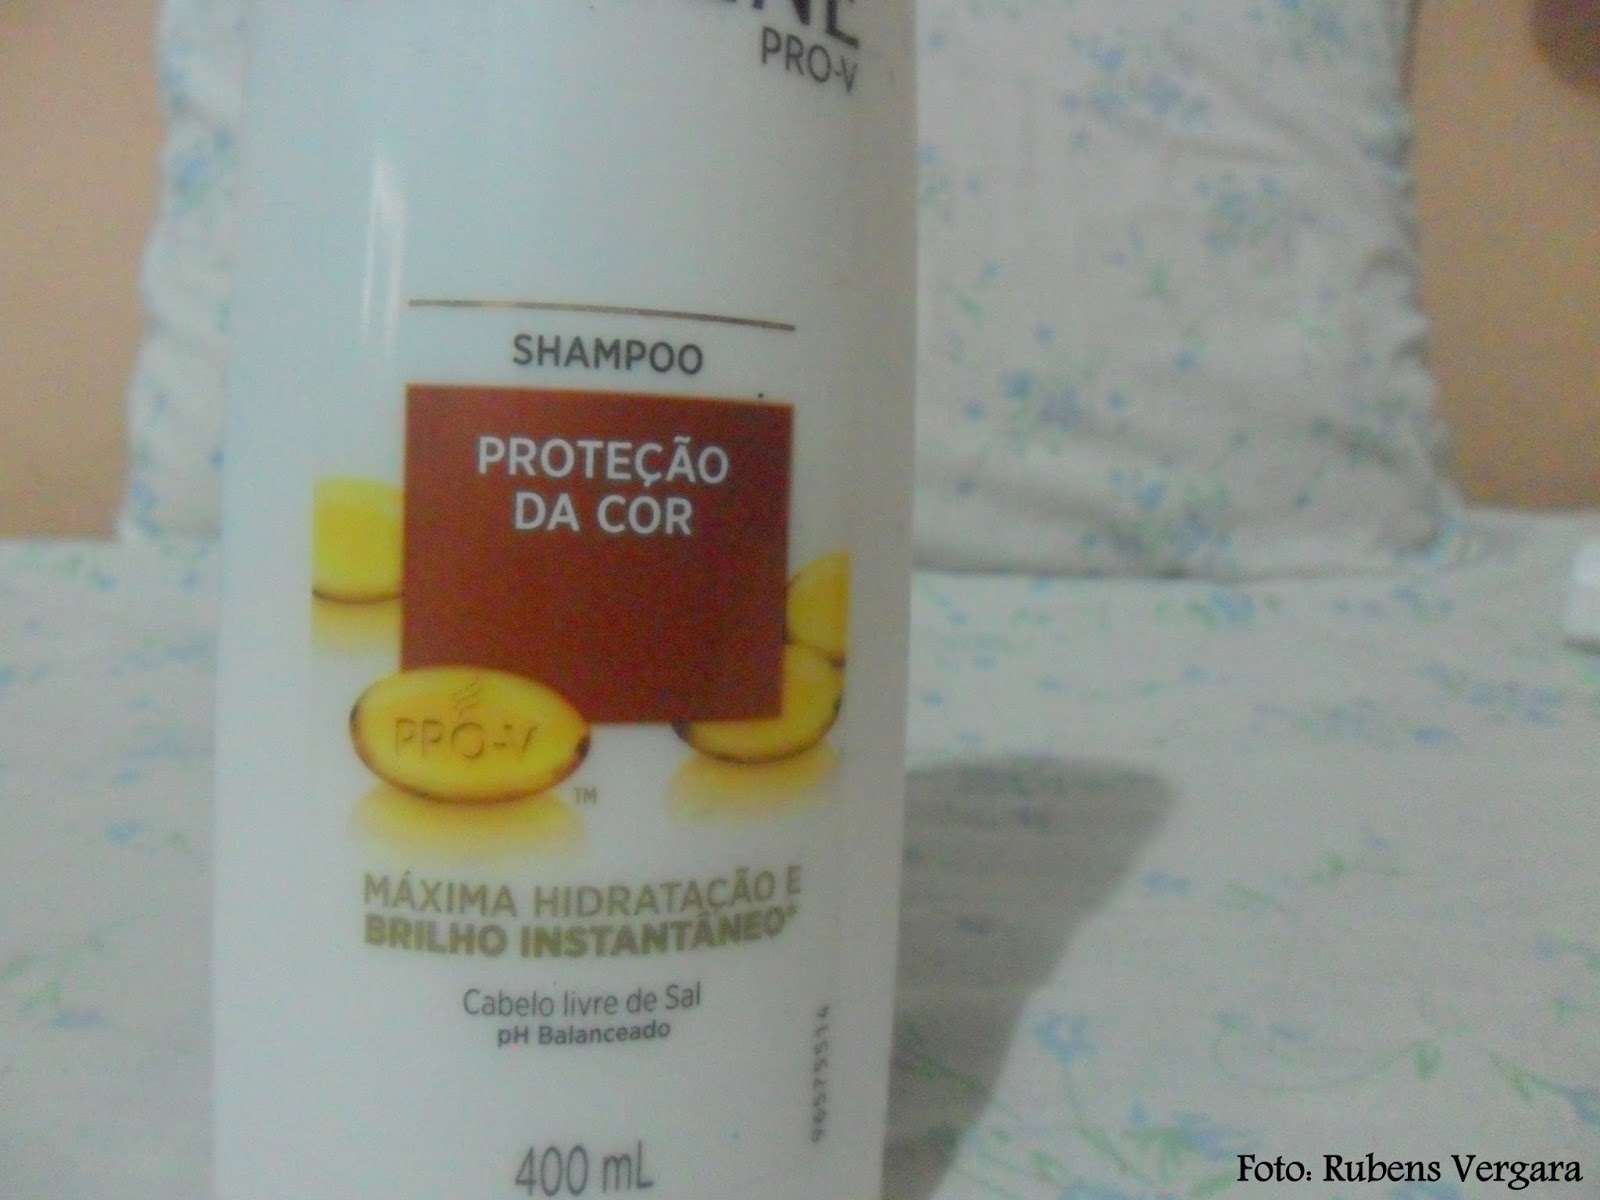 PRO-V
SHAMPOO
PROTEÇÃO
DA COR
PRO-V
TM
MÁXIMA HIDRATAÇÃO E
BRILHO INSTANTÂNEO*
Cabelo livre de Sal
pH Balanceado
400 mL
Foto: Rubens Vergara